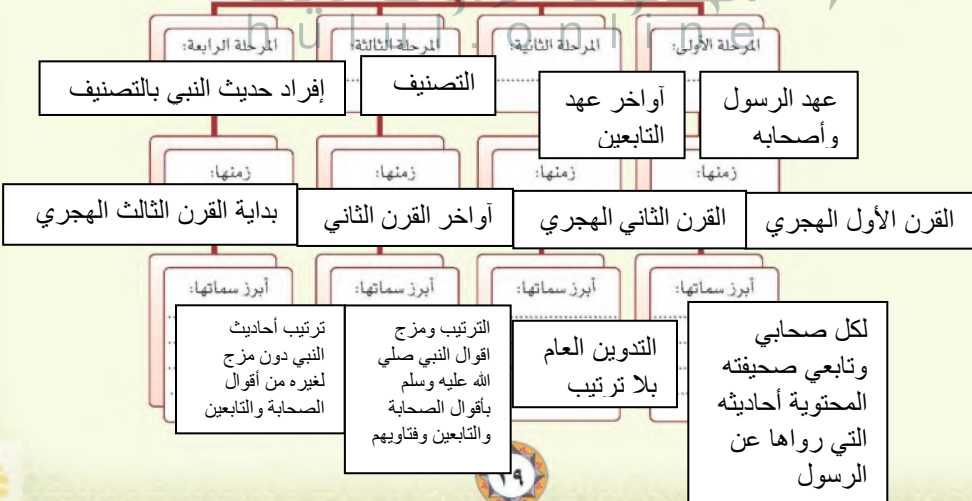 hulul.online
المرحلة الأولى:
المرحلة الثانية:
المرحلة الثالثة:
المرحلة الرابعة:
عهد الرسول
وأصحابه
آواخر عهد
التابعين
التصنيف
إفراد حديث النبي بالتصنيف
زمنها:
زمنها:
زمنها:
زمنها:
القرن الأول الهجري
القرن الثاني الهجري
آواخر القرن الثاني
بداية القرن الثالث الهجري
أبرز سماتها:
أبرز سماتها:
أبرز سماتها:
أبرز سماتها:
لكل صحابي
وتابعي صحيفته
المحتوية أحاديثه
التي رواها عن
الرسول
التدوين العام
بلا ترتيب
الترتيب ومزج
اقوال النبي صلي
الله عليه وسلم
بأقوال الصحابة
والتابعين وفتاويهم
ترتيب أحاديث
النبي دون مزج
لغيره من أقوال
الصحابة والتابعين
٢٩